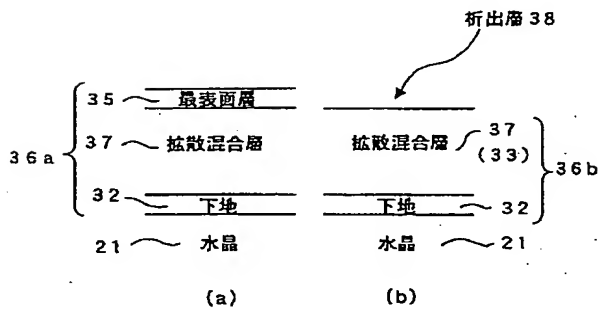 析出層38
35 最表面層
36a 37 拡散混合層 拡散混合層 37
(33) 36b
32 下地 下地 32
21 水晶 水晶 21
(a) (b)